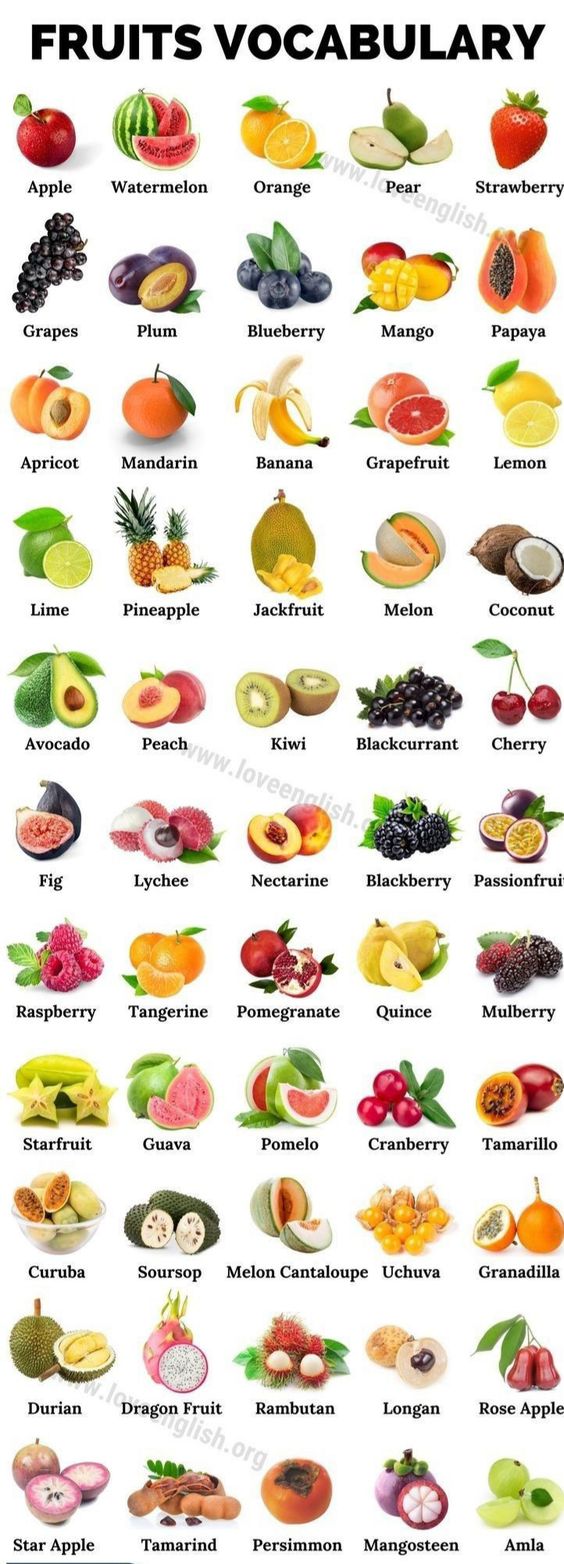 FRUITS VOCABULARY
Apple Watermelon Orange Pear Strawberry
www.loveenglish.
Grapes Plum Blueberry Mango Papaya
Apricot Mandarin Banana Grapefruit Lemon
Lime Pineapple Jackfruit Melon Coconut
Avocado Peach Kiwi Blackcurrant Cherry
www.loveenglish.org
Fig Lychee Nectarine Blackberry Passionfrui
Raspberry Tangerine Pomegranate Quince Mulberry
Starfruit Guava Pomelo Cranberry Tamarillo
Curuba Soursop Melon Cantaloupe Uchuva Granadilla
Durian Dragon Fruit Rambutan Longan Rose Apple
www.loveenglish.org
Star Apple Tamarind Persimmon Mangosteen Amla